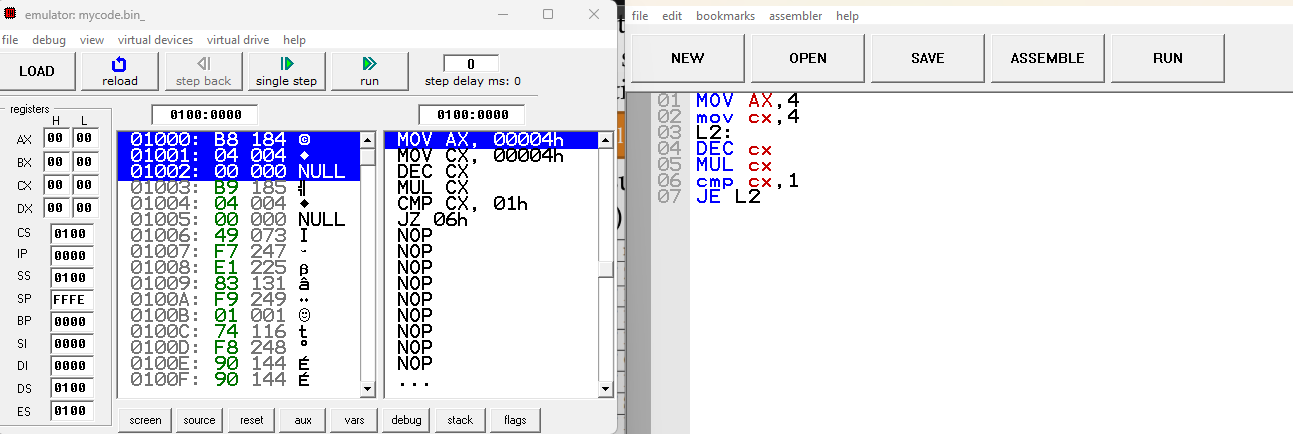 emulator: mycode.bin_
file debug view virtual devices virtual drive help
LOAD reload step back single step run 0 step delay ms: 0
registers
H L
AX 00 00
BX 00 00
CX 00 00
DX 00 00
CS 0100
IP 0000
SS 0100
SP FFFE
BP 0000
SI 0000
DI 0000
DS 0100
ES 0100
0100:0000
01000: B8 184 ╕
01001: 04 004 ♦
01002: 00 000 NULL
01003: B9 185 ╣
01004: 04 004 ♦
01005: 00 000 NULL
01006: 49 073 I
01007: F7 247
01008: E1 225 β
01009: 83 131 â
0100A: F9 249 ¨
0100B: 01 001 ☺
0100C: 74 116 t
0100D: F8 248 °
0100E: 90 144 É
0100F: 90 144 É
0100:0000
MOV AX, 00004h
MOV CX, 00004h
DEC CX
MUL CX
CMP CX, 01h
JZ 06h
NOP
NOP
NOP
NOP
NOP
NOP
NOP
NOP
NOP
...
screen source reset aux vars debug stack flags
file edit bookmarks assembler help
NEW OPEN SAVE ASSEMBLE RUN
01 MOV AX,4
02 mov cx,4
03 L2:
04 DEC cx
05 MUL cx
06 cmp cx,1
07 JE L2